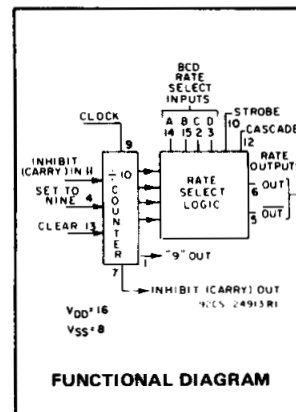 BCD
RATE
SELECT
INPUTS
A B C D
14 15 2 3
STROBE
10
CASCADE
12
CLOCK
9
INHIBIT
(CARRY) IN 11
SET TO
NINE 4
CLEAR 13
÷ 10
COUNTER
RATE
SELECT
LOGIC
RATE
OUTPUTS
6 OUT
5 OUT
1 "9" OUT
7
INHIBIT (CARRY) OUT
92CS-24913R1
VDD = 16
VSS = 8
FUNCTIONAL DIAGRAM